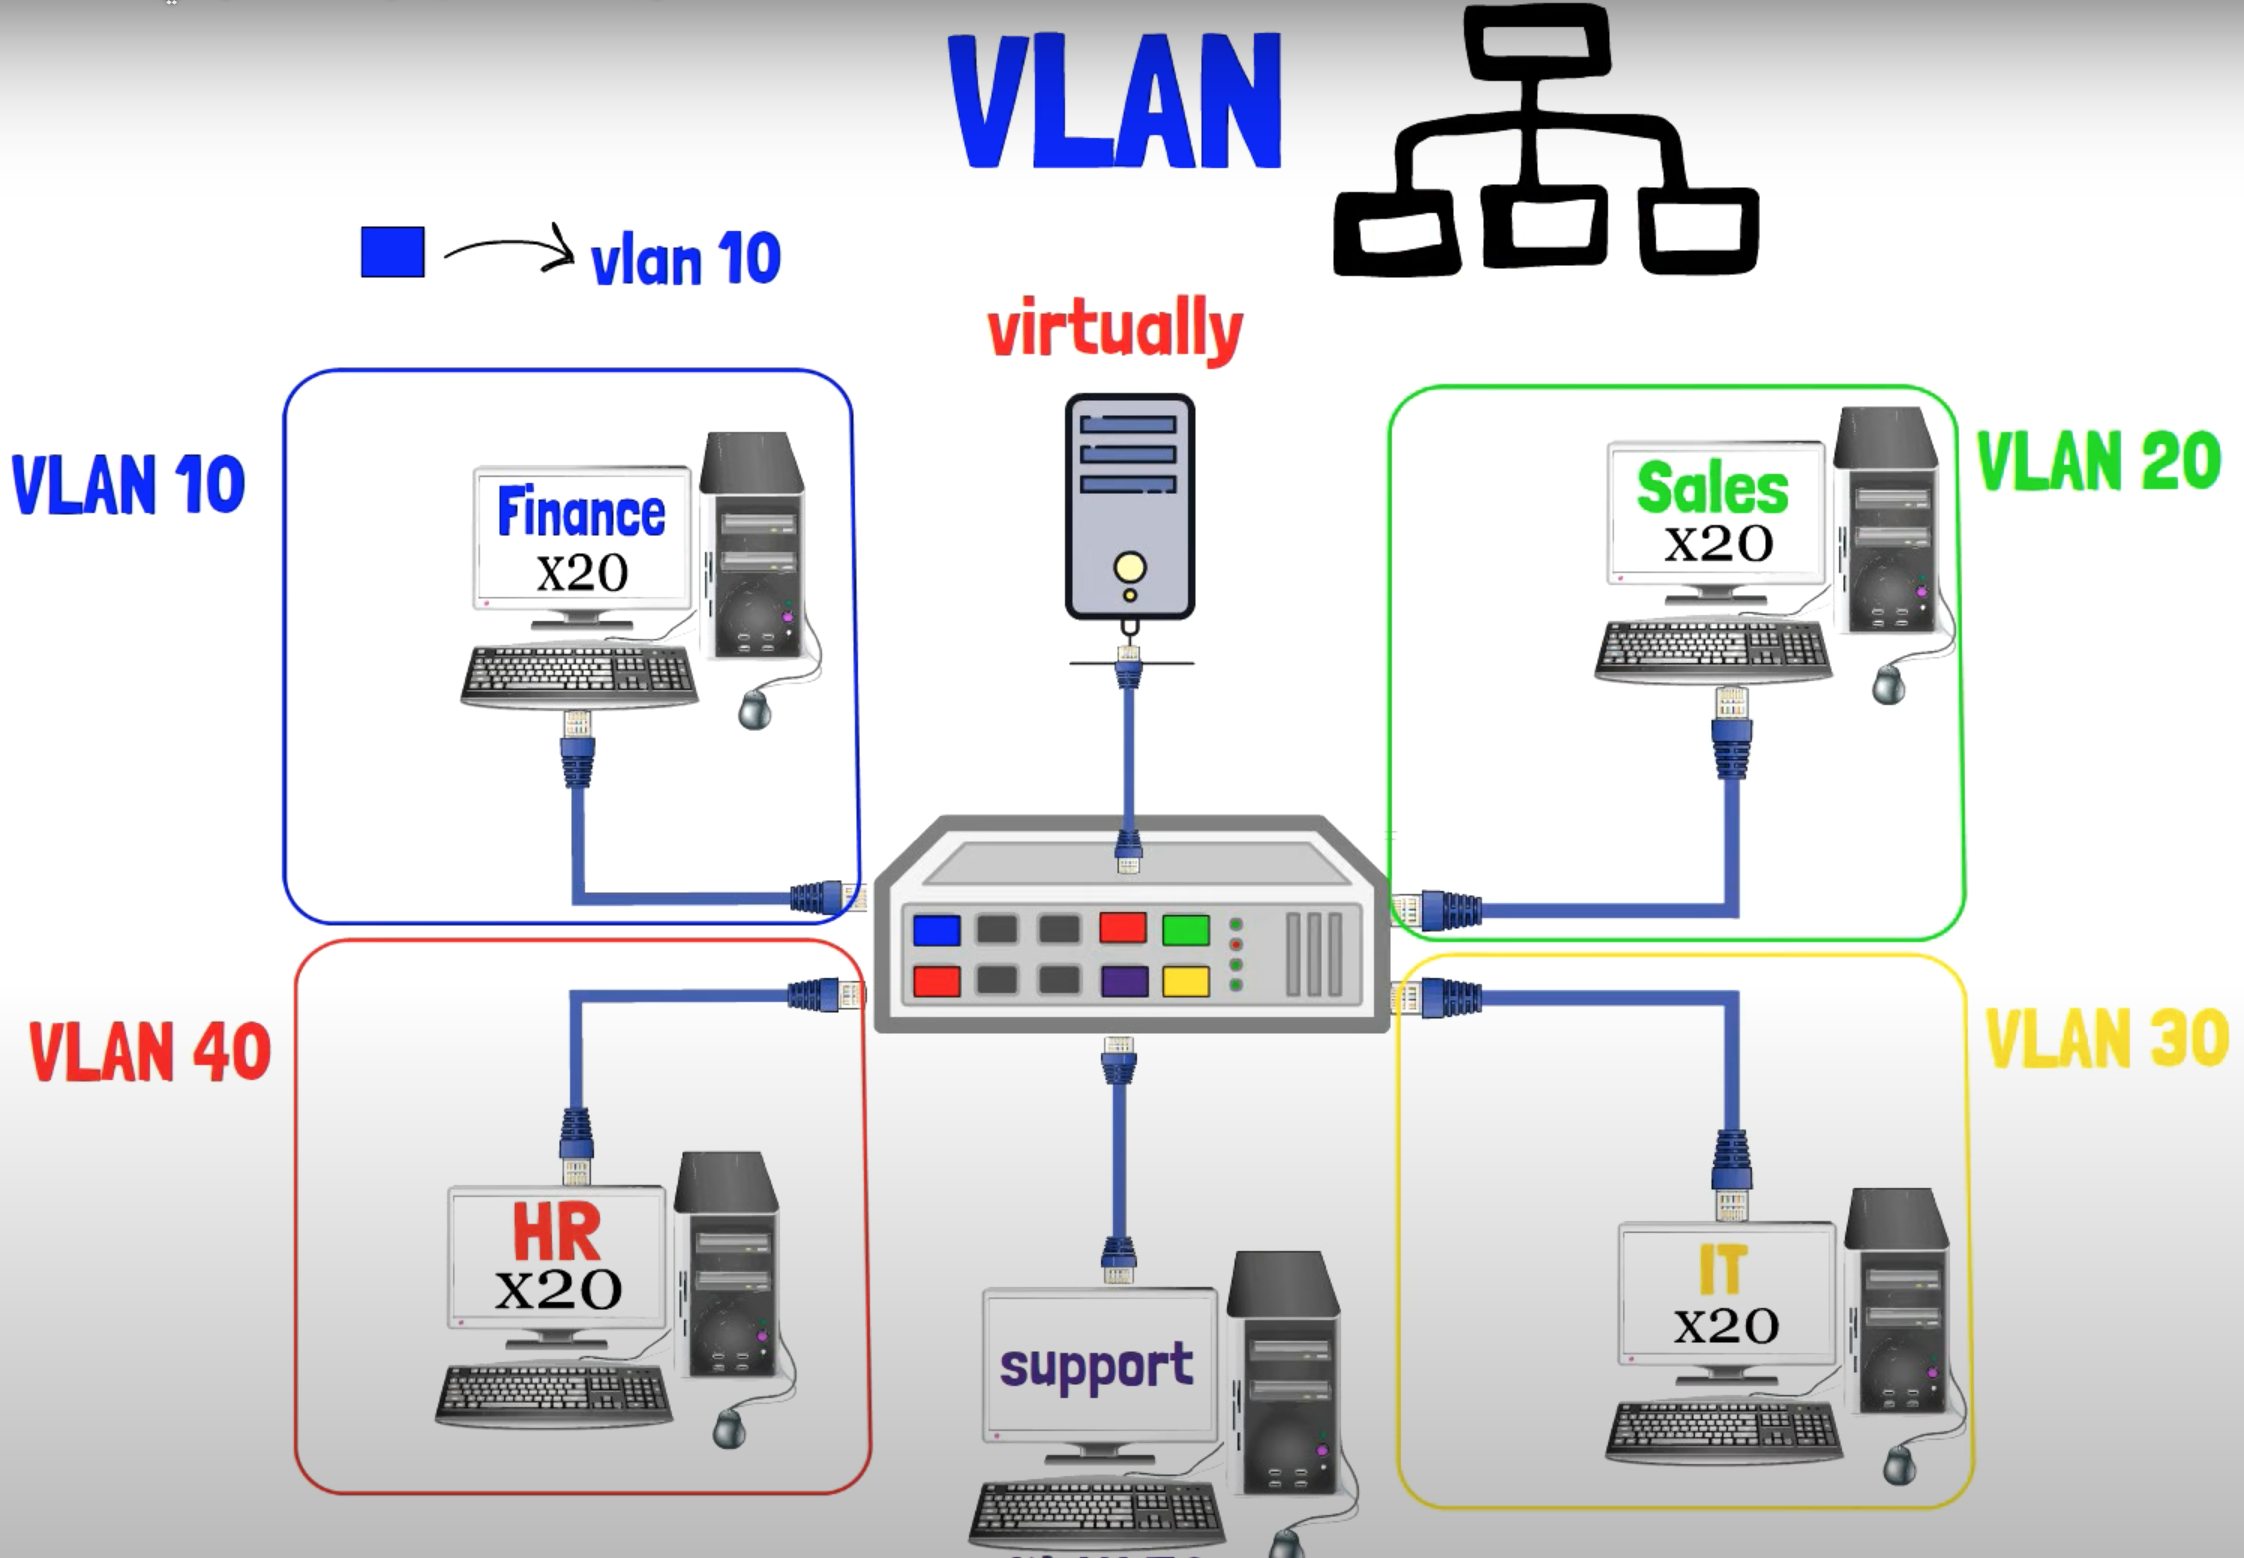 VLAN
vlan 10
virtually
VLAN 10
Finance
X20
Sales
X20
VLAN 20
VLAN 40
HR
X20
support
IT
X20
VLAN 30